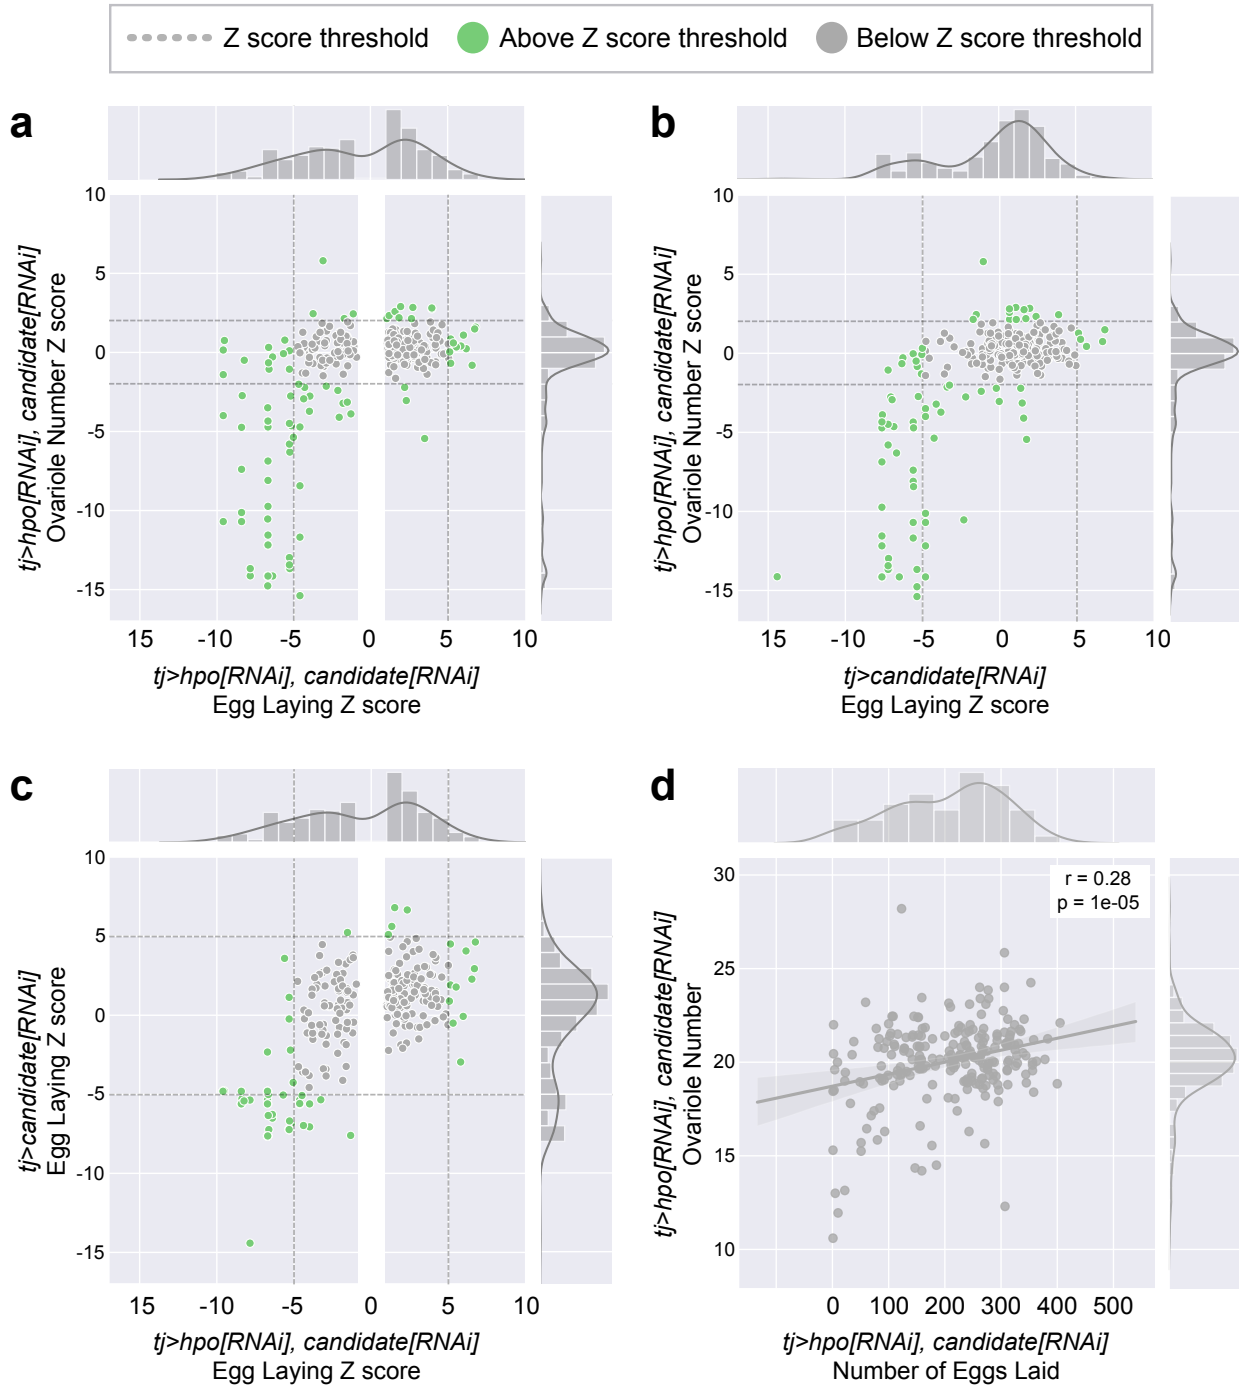 Z score threshold
Above Z score threshold
Below Z score threshold
a
10
5
0
-5
-10
-15
tj>hpo[RNAi], candidate[RNAi]
Ovariole Number Z score
15
-10
-5
0
5
10
tj>hpo[RNAi], candidate[RNAi]
Egg Laying Z score
b
10
5
0
-5
-10
-15
tj>hpo[RNAi], candidate[RNAi]
Ovariole Number Z score
15
-10
-5
0
5
10
tj>candidate[RNAi]
Egg Laying Z score
c
10
5
0
-5
-10
-15
tj>candidate[RNAi]
Egg Laying Z score
15
-10
-5
0
5
10
tj>hpo[RNAi], candidate[RNAi]
Egg Laying Z score
d
r = 0.28
p = 1e-05
30
25
20
15
10
tj>hpo[RNAi], candidate[RNAi]
Ovariole Number
0
100
200
300
400
500
tj>hpo[RNAi], candidate[RNAi]
Number of Eggs Laid